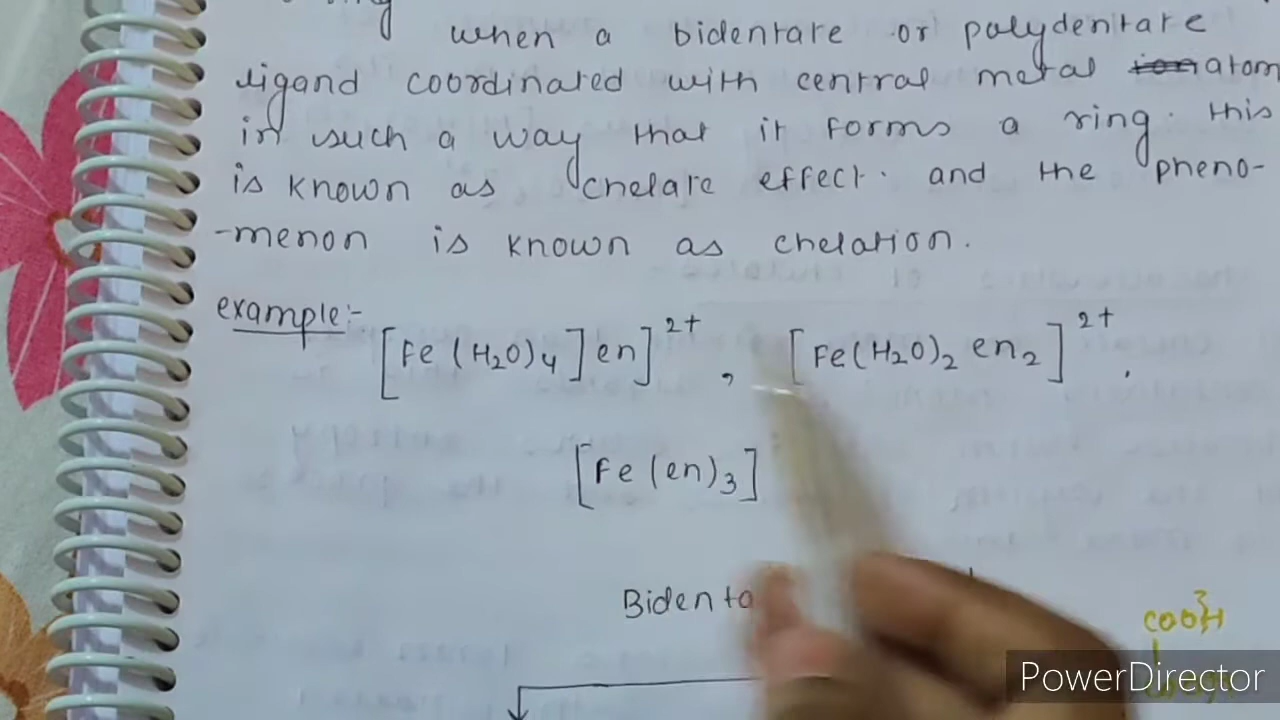 when a bidentate or polydentate
ligand coordinated with central metal ion atom
in such a way that it forms a ring. this
is known as chelate effect. and the pheno-
-menon is known as chelation.
example:- [Fe(H₂O)₄]en]²⁺, [Fe(H₂O)₂ en₂]²⁺,
[Fe(en)₃]
COOH
PowerDirector